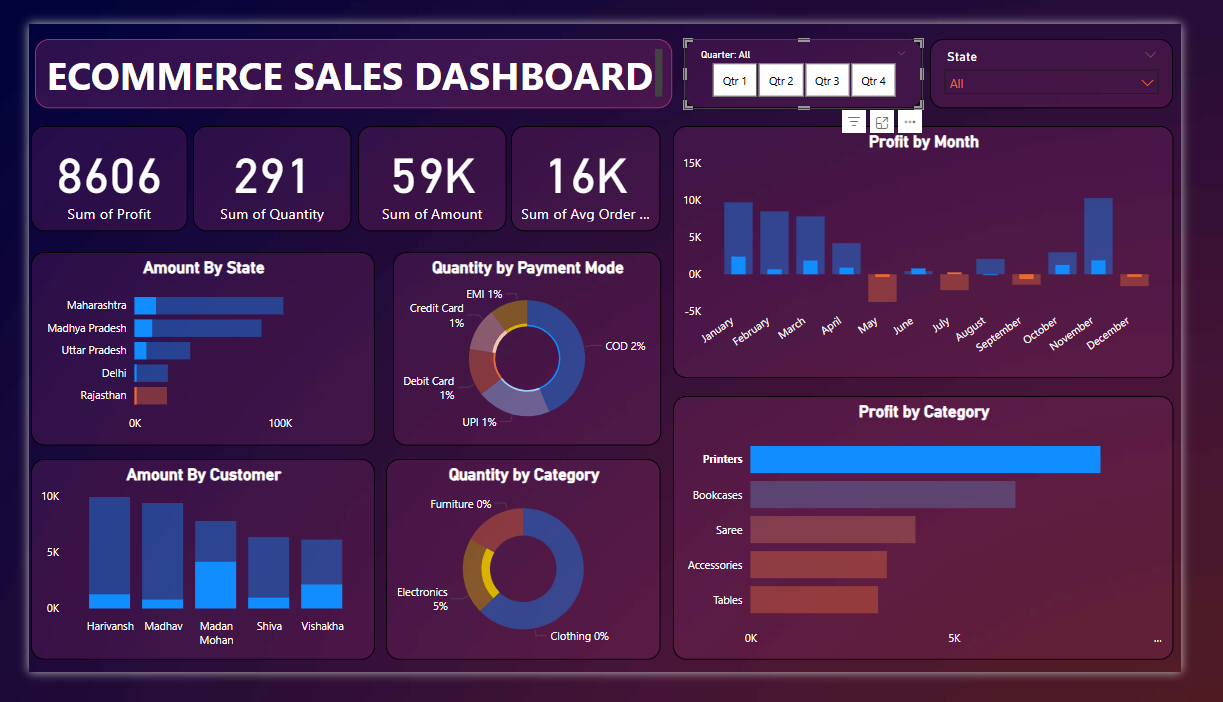 ECOMMERCE SALES DASHBOARD
Quarter: All
Qtr 1
Qtr 2
Qtr 3
Qtr 4
State
All
8606
Sum of Profit
291
Sum of Quantity
59K
Sum of Amount
16K
Sum of Avg Order ...
Profit by Month
15K
10K
5K
0K
-5K
January
February
March
April
May
June
July
August
September
October
November
December
Amount By State
Maharashtra
Madhya Pradesh
Uttar Pradesh
Delhi
Rajasthan
0K
100K
Quantity by Payment Mode
EMI 1%
Credit Card
1%
COD 2%
Debit Card
1%
UPI 1%
Profit by Category
Printers
Bookcases
Saree
Accessories
Tables
0K
5K
...
Amount By Customer
10K
5K
0K
Harivansh
Madhav
Madan
Mohan
Shiva
Vishakha
Quantity by Category
Furniture 0%
Electronics
5%
Clothing 0%